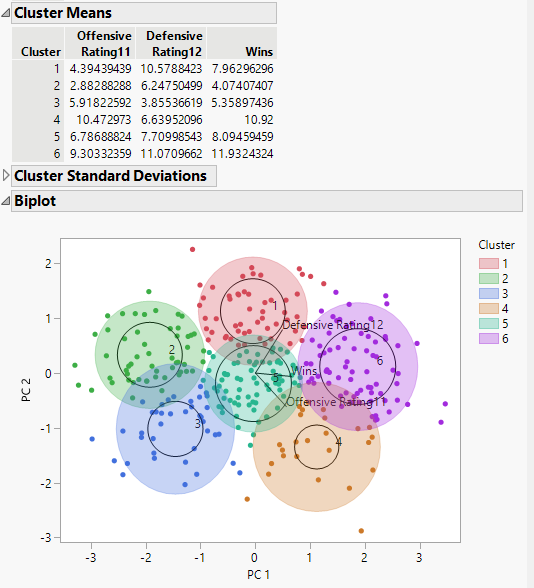 Cluster Means
Offensive Defensive
Cluster Rating11 Rating12 Wins
1 4.39439439 10.5788423 7.96296296
2 2.88288288 6.24750499 4.07407407
3 5.91822592 3.85536619 5.35897436
4 10.472973 6.63952096 10.92
5 6.78688824 7.70998543 8.09459459
6 9.30332359 11.0709662 11.9324324
Cluster Standard Deviations
Biplot
Cluster
1
2
3
4
5
6
2
1
0
-1
-2
-3
PC 2
1
Defensive Rating12
2
6
Wins
5
Offensive Rating11
3
4
-3 -2 -1 0 1 2 3
PC 1